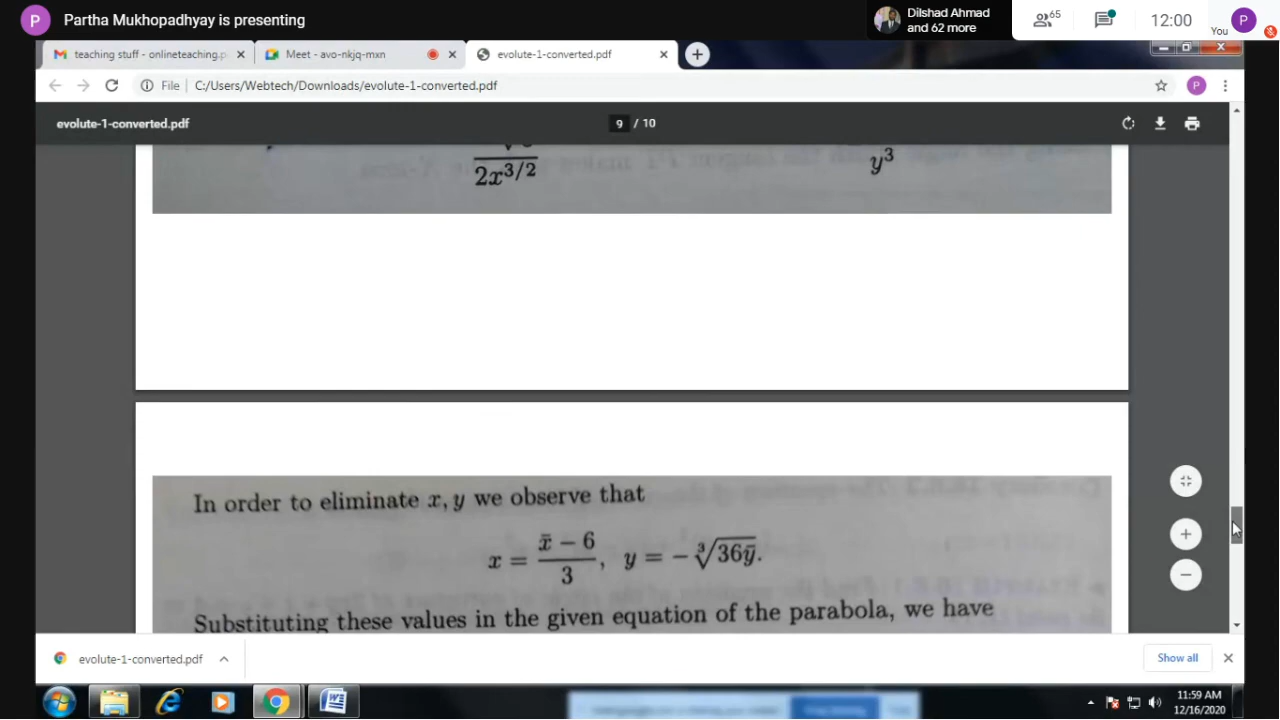 P Partha Mukhopadhyay is presenting
Dilshad Ahmad
and 62 more
65
12:00
You
P
teaching stuff - onlineteaching.p
Meet - avo-nkjq-mxn
evolute-1-converted.pdf
File C:/Users/Webtech/Downloads/evolute-1-converted.pdf
P
evolute-1-converted.pdf
9 / 10
2x^{3/2}
y^3
In order to eliminate x, y we observe that
x = \frac{x̄ − 6}{3}, y = −∛36ȳ.
Substituting these values in the given equation of the parabola, we have
evolute-1-converted.pdf
Show all
11:59 AM
12/16/2020